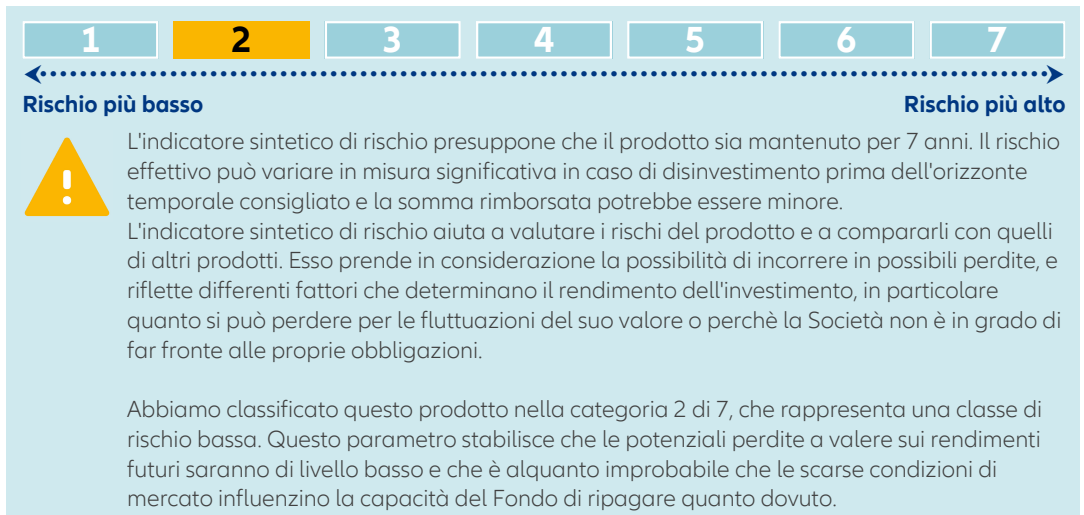 1 2 3 4 5 6 7
Rischio più basso Rischio più alto
L'indicatore sintetico di rischio presuppone che il prodotto sia mantenuto per 7 anni. Il rischio
effettivo può variare in misura significativa in caso di disinvestimento prima dell'orizzonte
temporale consigliato e la somma rimborsata potrebbe essere minore.
L'indicatore sintetico di rischio aiuta a valutare i rischi del prodotto e a compararli con quelli
di altri prodotti. Esso prende in considerazione la possibilità di incorrere in possibili perdite, e
riflette differenti fattori che determinano il rendimento dell'investimento, in particolare
quanto si può perdere per le fluttuazioni del suo valore o perchè la Società non è in grado di
far fronte alle proprie obbligazioni.
Abbiamo classificato questo prodotto nella categoria 2 di 7, che rappresenta una classe di
rischio bassa. Questo parametro stabilisce che le potenziali perdite a valere sui rendimenti
futuri saranno di livello basso e che è alquanto improbabile che le scarse condizioni di
mercato influenzino la capacità del Fondo di ripagare quanto dovuto.